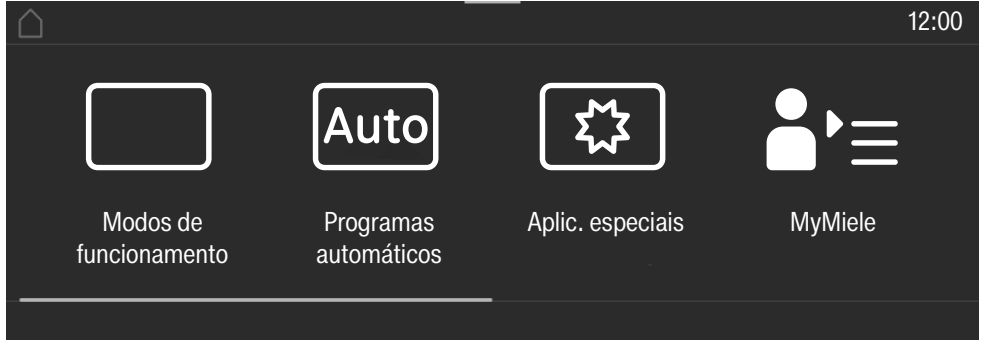 12:00
Auto
Modos de
funcionamento
Programas
automáticos
Aplic. especiais
MyMiele